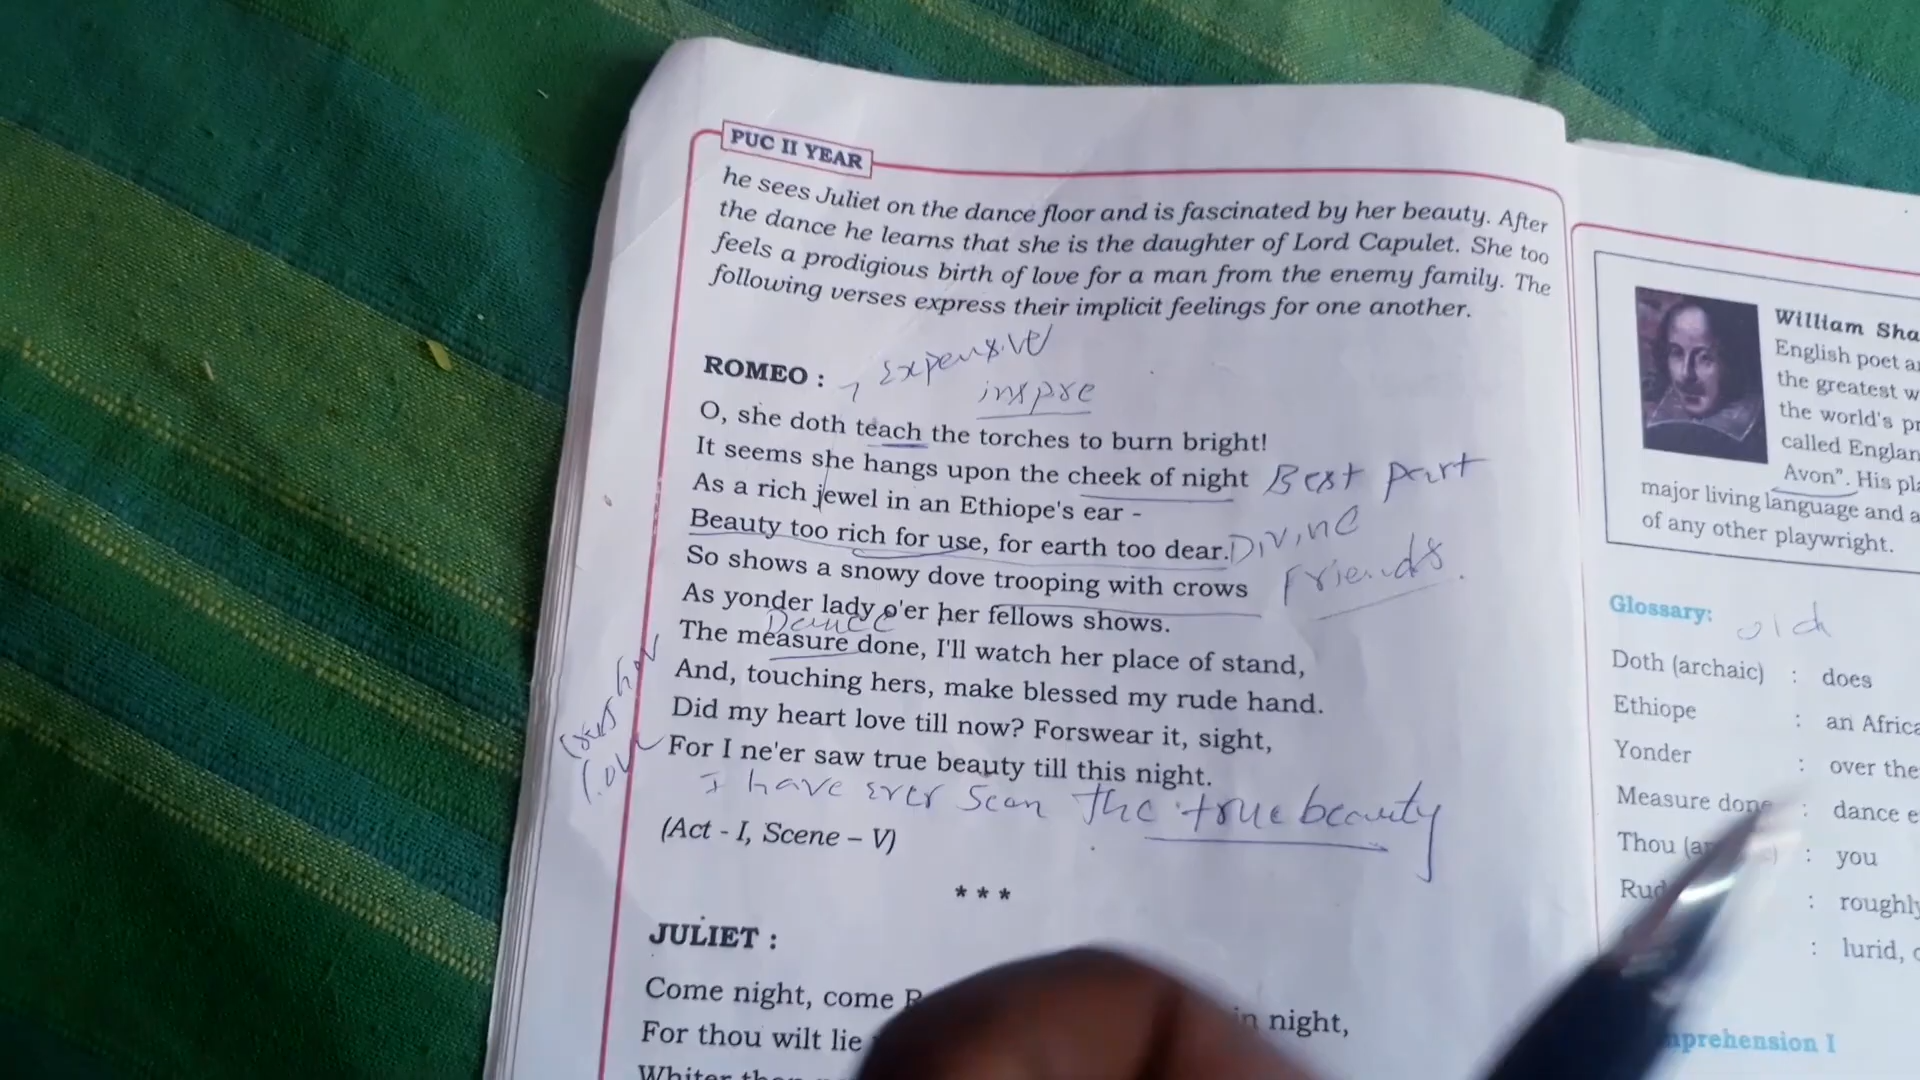 PUC II YEAR
he sees Juliet on the dance floor and is fascinated by her beauty. After
the dance he learns that she is the daughter of Lord Capulet. She too
feels a prodigious birth of love for a man from the enemy family. The
following verses express their implicit feelings for one another.
Expensive
ROMEO :
O, she doth teach the torches to burn bright!
It seems she hangs upon the cheek of night Best part
As a rich jewel in an Ethiope's ear -
Beauty too rich for use, for earth too dear. Divine
So shows a snowy dove trooping with crows Friends.
As yonder lady o'er her fellows shows.
Dance
The measure done, I'll watch her place of stand,
And, touching hers, make blessed my rude hand.
Did my heart love till now? Forswear it, sight,
For I ne'er saw true beauty till this night.
I have ever seen the true beauty
(Act - I, Scene – V)
* * *
JULIET :
Come night, come
in night,
For thou wilt lie
William Sha
English poet
the greatest w
the world's
called Englan
Avon". His
major living language and a
of any other playwright.
Glossary:
Doth (archaic) : does
Ethiope : an Africa
Yonder : over the
Measure done : dance e
Thou : you
: roughly
: lurid,
prehension I